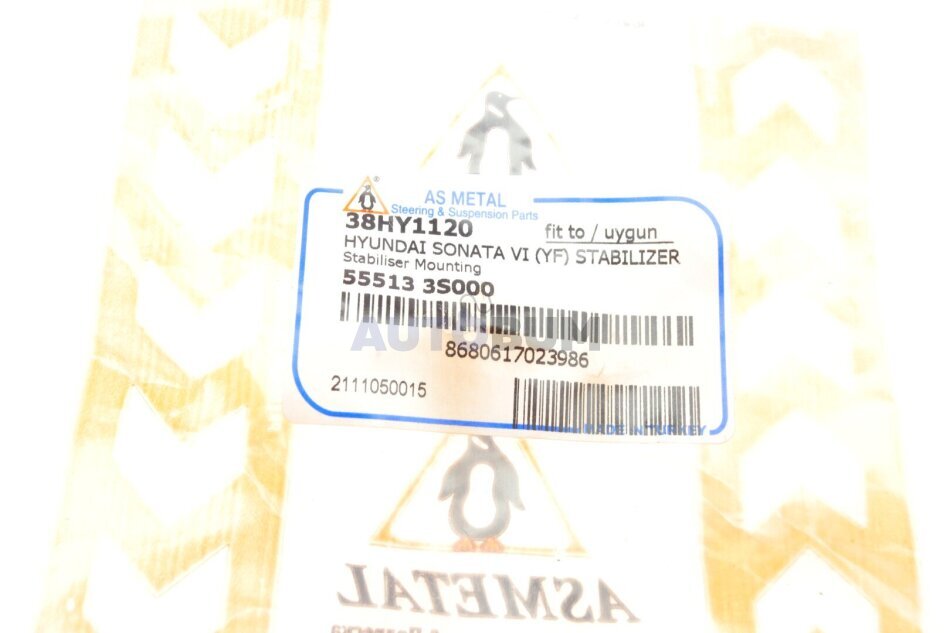 AS METAL
Steering & Suspension Parts
38HY1120 fit to / uygun
HYUNDAI SONATA VI (YF) STABILIZER
Stabiliser Mounting
55513 3S000
AUTOBUM
8680617023986
2111050015
MADE IN TURKEY
ASMETAL